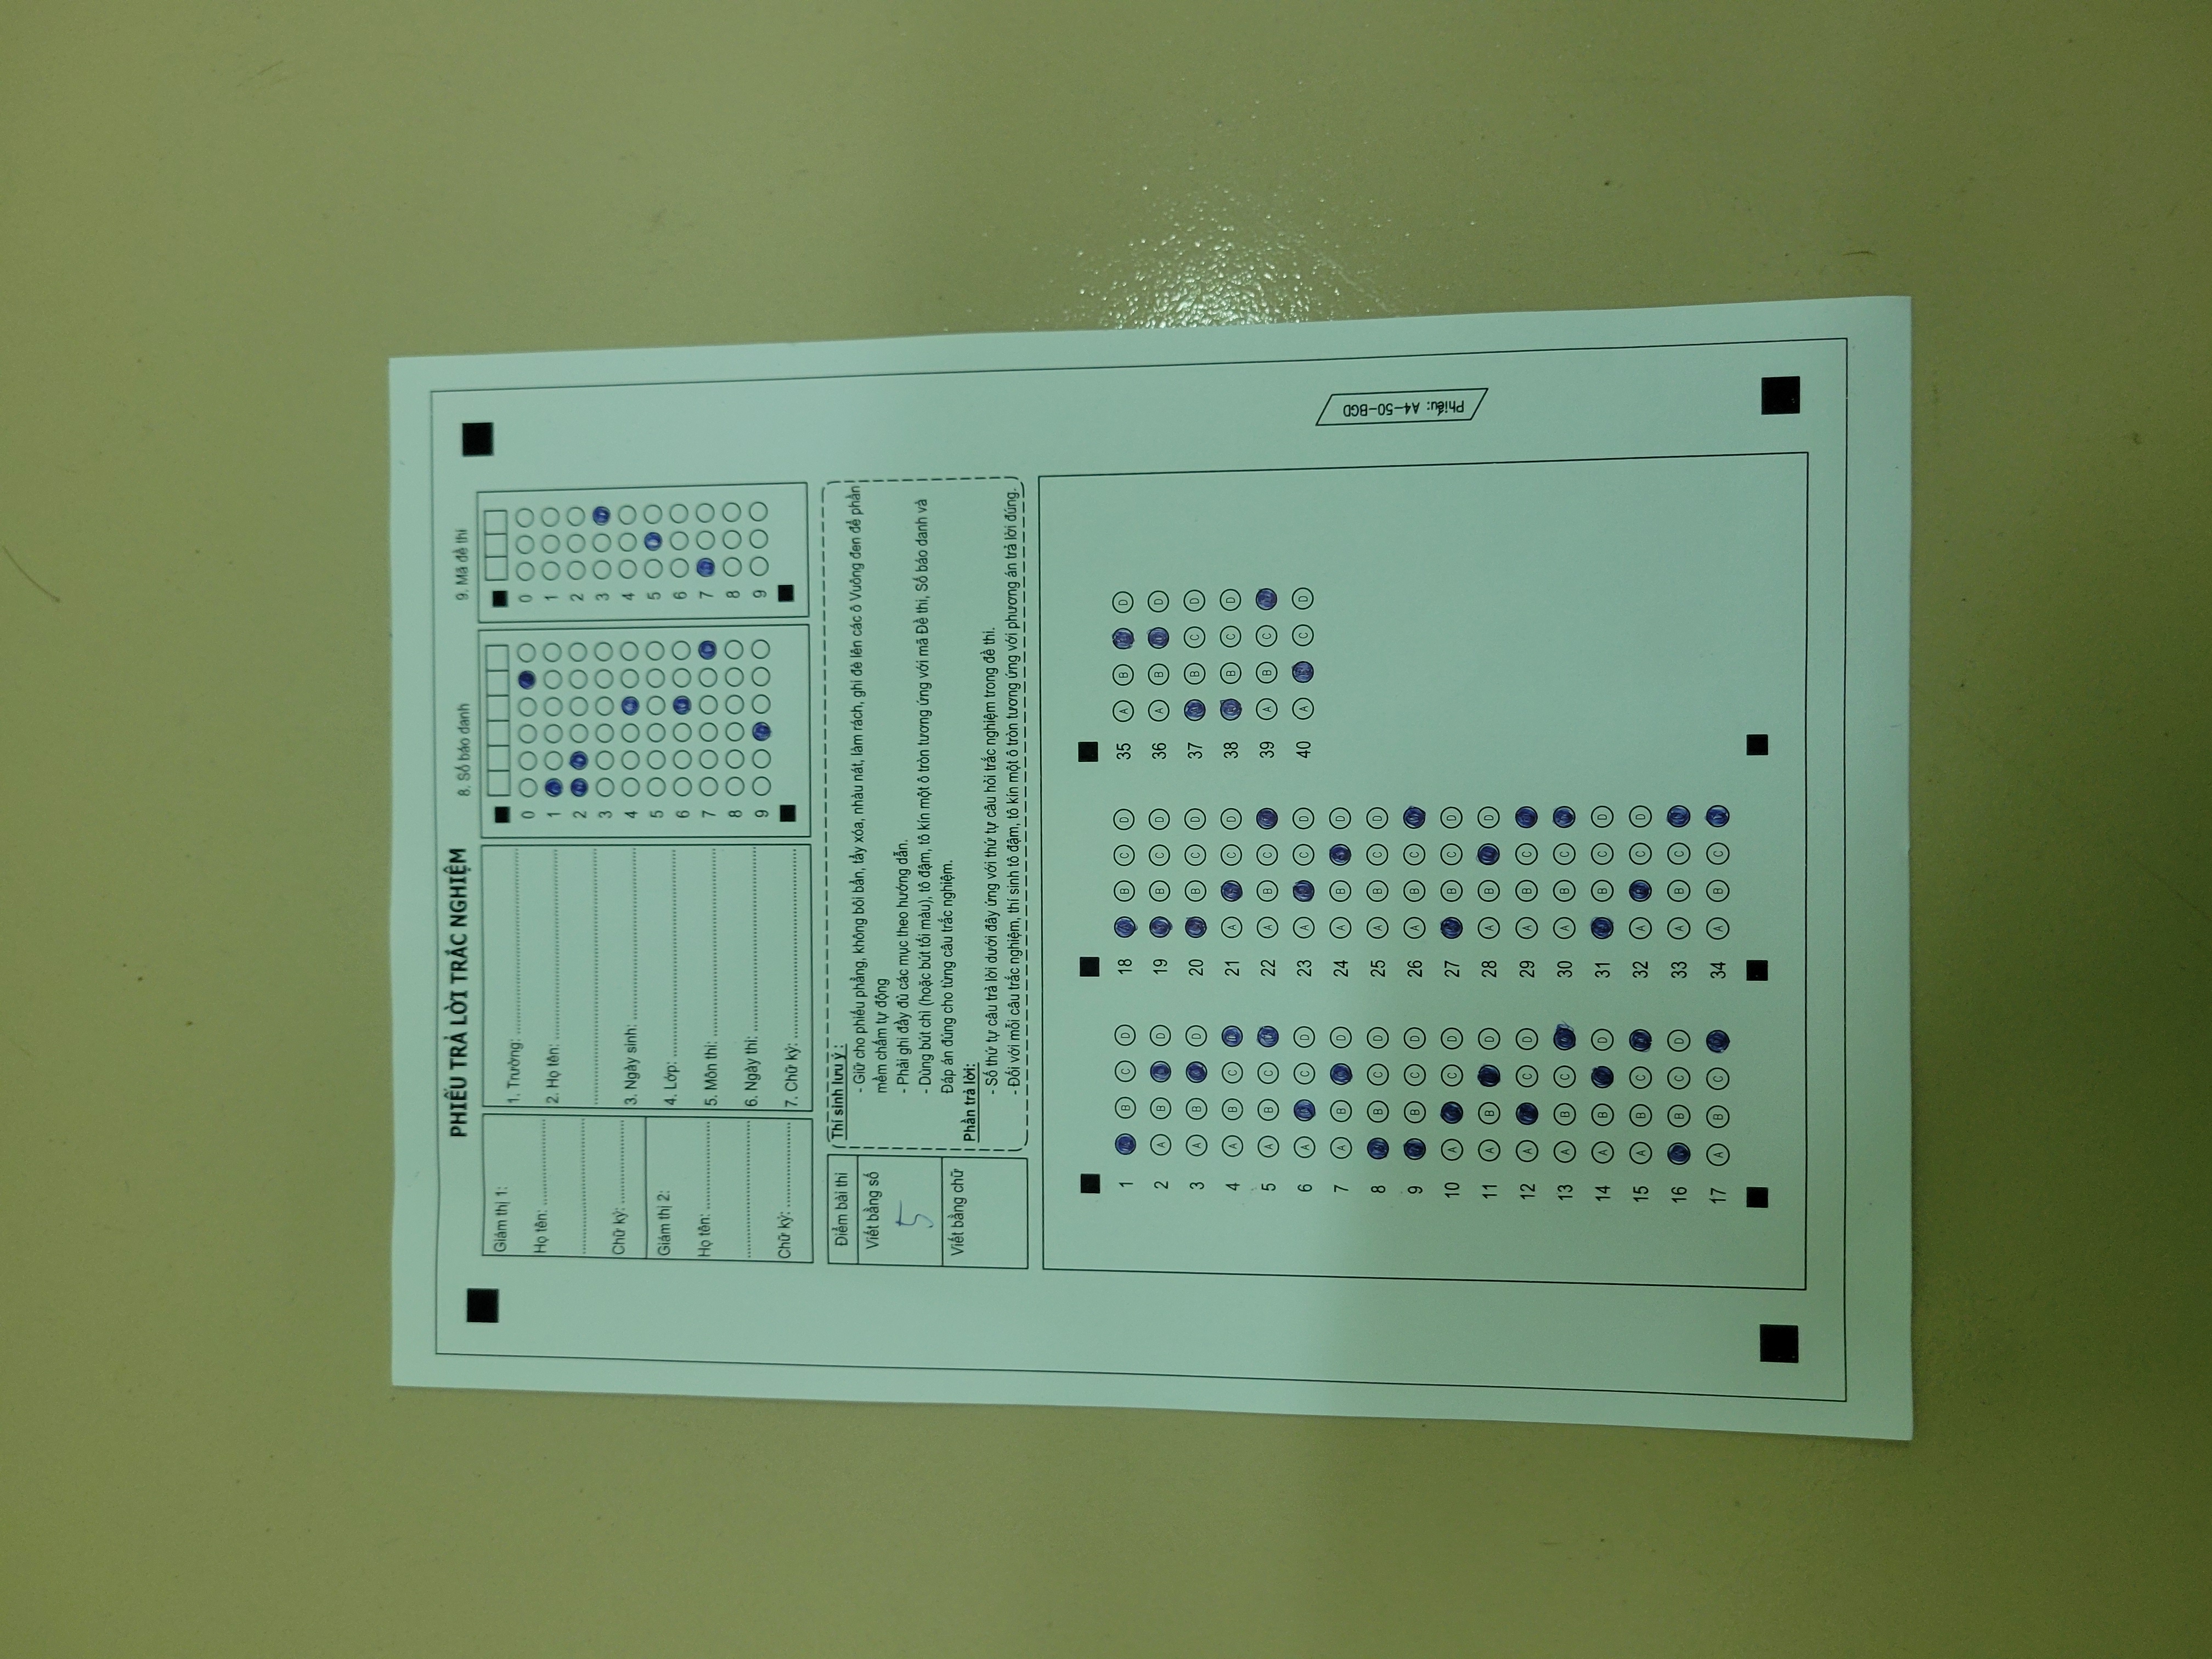 PHIẾU TRẢ LỜI TRẮC NGHIỆM
8. Số báo danh
9. Mã đề thi
Giám thị 1:
Họ tên: ......................
....................................
Chữ ký: ......................
Giám thị 2:
Họ tên: ......................
....................................
Chữ ký: ......................
1. Trường: ......................
2. Họ tên: ......................
....................................
3. Ngày sinh: ......................
4. Lớp: ......................
5. Môn thi: ......................
6. Ngày thi: ......................
7. Chữ ký: ......................
0 0
1 1
2 2
3 3
4 4
5 5
6 6
7 7
8 8
9 9
Điểm bài thi
Viết bằng số
5
Viết bằng chữ
Thí sinh lưu ý :
- Giữ cho phiếu phẳng, không bôi bẩn, tẩy xóa, nhàu nát, làm rách, ghi đè lên các ô Vuông đen để phần
mềm chấm tự động
- Phải ghi đầy đủ các mục theo hướng dẫn.
- Dùng bút chì (hoặc bút tối màu), tô đậm, tô kín một ô tròn tương ứng với mã Đề thi, Số báo danh và
Đáp án đúng cho từng câu trắc nghiệm.
Phần trả lời:
- Số thứ tự câu trả lời dưới đây ứng với thứ tự câu hỏi trắc nghiệm trong đề thi.
- Đối với mỗi câu trắc nghiệm, thí sinh tô đậm, tô kín một ô tròn tương ứng với phương án trả lời đúng.
1 B C D
2 A B D
3 A B D
4 A B C
5 A B C
6 A C D
7 A B D
8 B C D
9 B C D
10 A C D
11 A B D
12 A C D
13 A B C
14 A B D
15 A B C
16 B C D
17 A B C
18 B C D
19 B C D
20 B C D
21 A C D
22 A B C
23 A C D
24 A B D
25 A B C D
26 A B C
27 B C D
28 A B D
29 A B C
30 A B C
31 B C D
32 A C D
33 A B C
34 A B C
35 A B D
36 A B D
37 B C D
38 B C D
39 A B C
40 A C D
Phiếu: A4-50-BGD